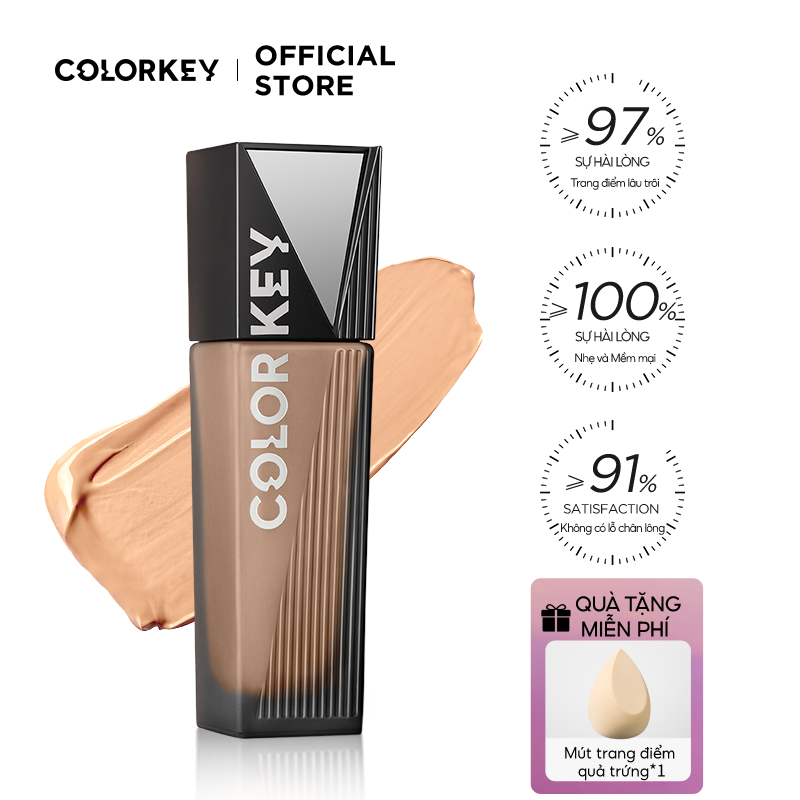 COLORKEY
OFFICIAL
STORE
COLORKEY
⩾97%
SỰ HÀI LÒNG
Trang điểm lâu trôi
⩾100%
SỰ HÀI LÒNG
Nhẹ và Mềm mại
⩾91%
SATISFACTION
Không có lỗ chân lông
QUÀ TẶNG
MIỄN PHÍ
Mút trang điểm
quả trứng*1